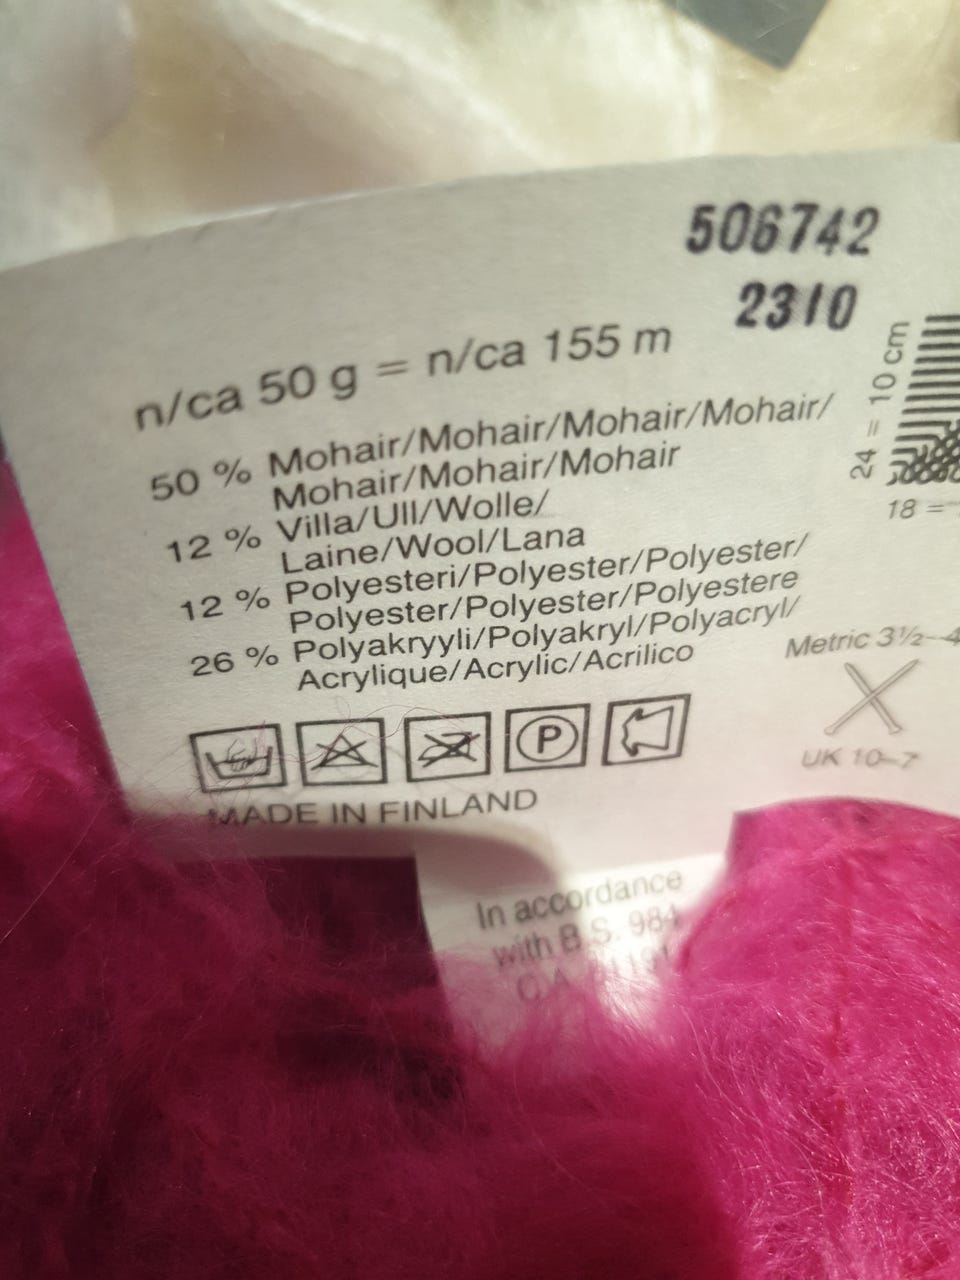 506742
2310
n/ca 50 g = n/ca 155 m
50 % Mohair/Mohair/Mohair/Mohair/
Mohair/Mohair/Mohair
12 % Villa/Ull/Wolle/
Laine/Wool/Lana
12 % Polyesteri/Polyester/Polyester/
Polyester/Polyester/Polyestere
26 % Polyakryyli/Polyakryl/Polyacryl/
Acrylique/Acrylic/Acrilico
P
MADE IN FINLAND
24 = 10 cm
18 =
Metric 3½-4
UK 10-7
In accordance
with B.S. 984